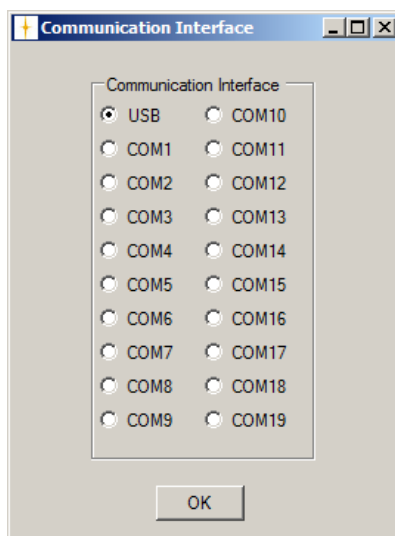 Communication Interface
Communication Interface
USB COM10
COM1 COM11
COM2 COM12
COM3 COM13
COM4 COM14
COM5 COM15
COM6 COM16
COM7 COM17
COM8 COM18
COM9 COM19
OK